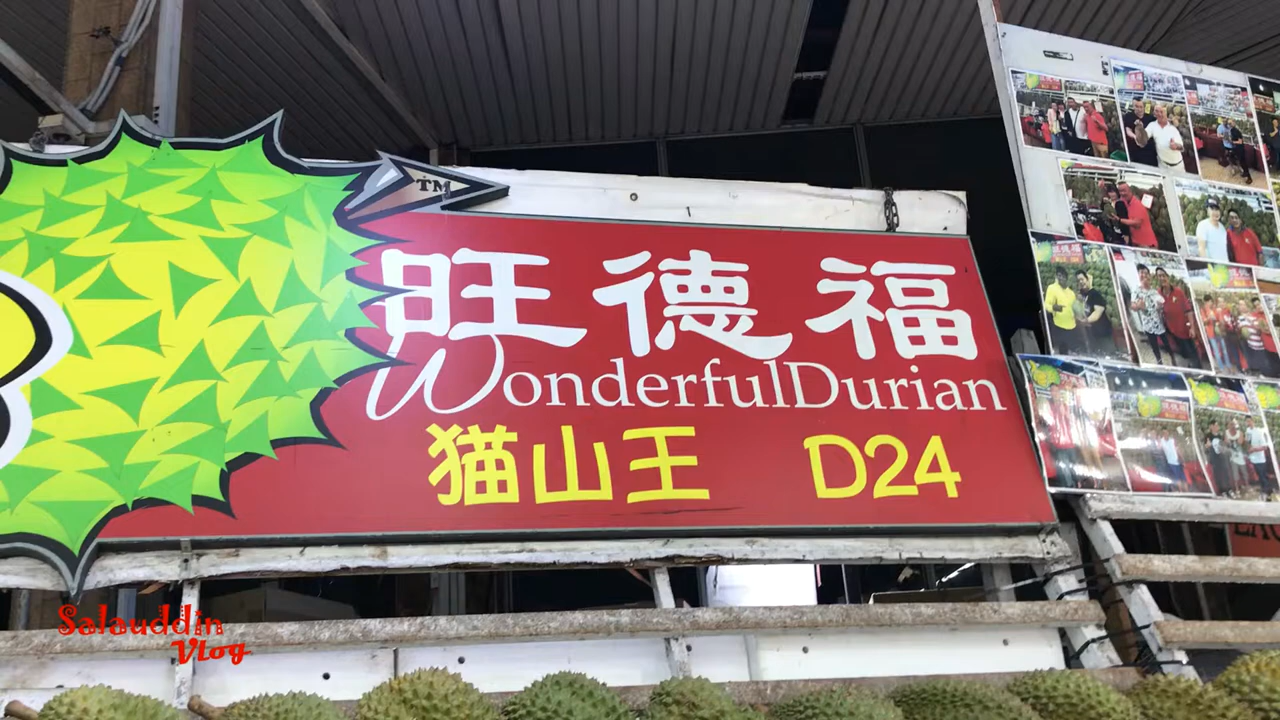 TM
旺德福
WonderfulDurian
猫山王 D24
Salauddin
Vlog